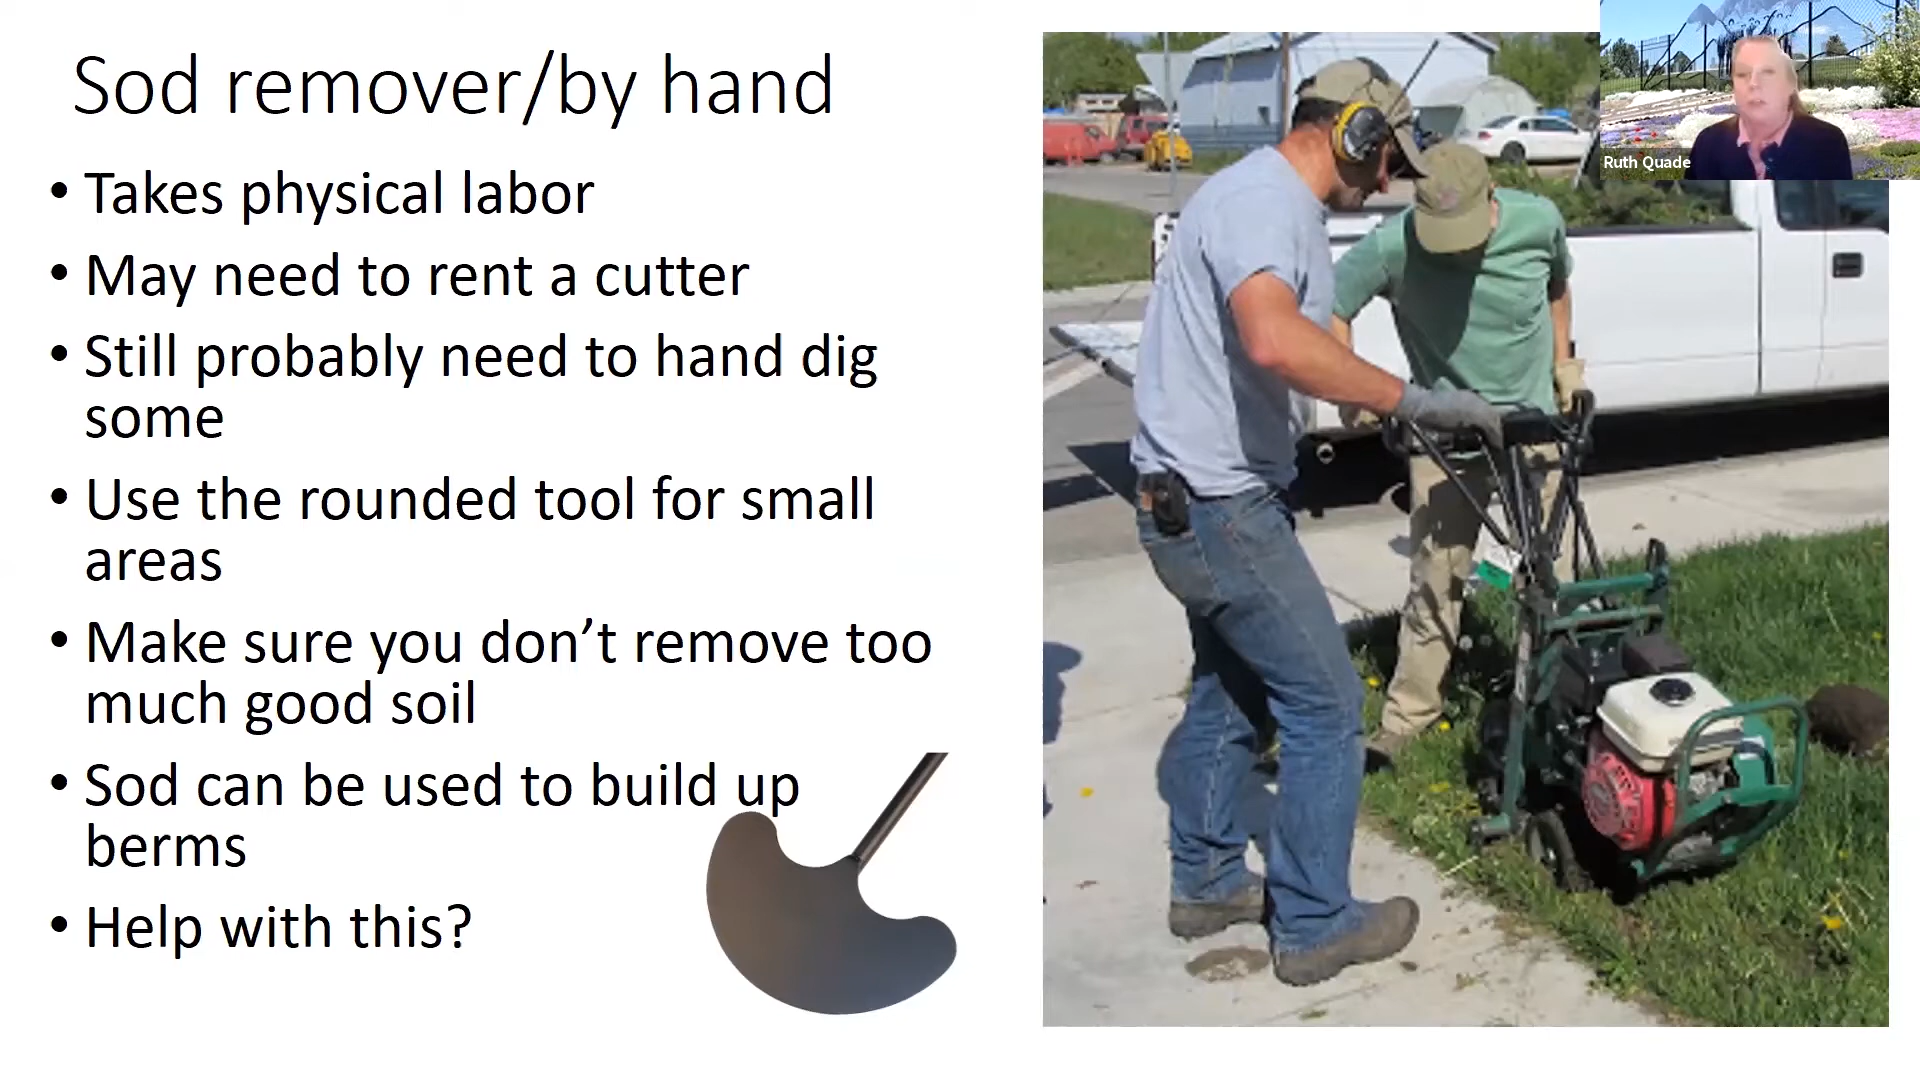 Sod remover/by hand
• Takes physical labor
• May need to rent a cutter
• Still probably need to hand dig
some
• Use the rounded tool for small
areas
• Make sure you don’t remove too
much good soil
• Sod can be used to build up
berms
• Help with this?
Ruth Quade